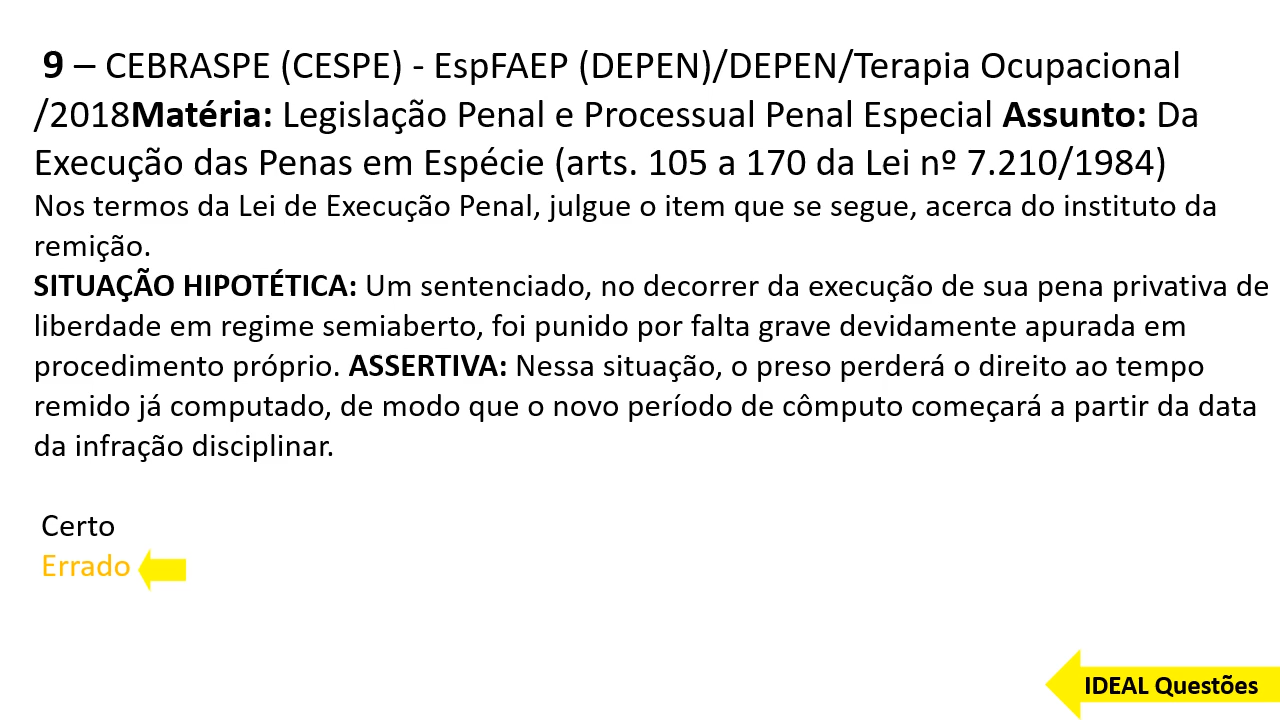 9 – CEBRASPE (CESPE) - EspFAEP (DEPEN)/DEPEN/Terapia Ocupacional
/2018Matéria: Legislação Penal e Processual Penal Especial Assunto: Da
Execução das Penas em Espécie (arts. 105 a 170 da Lei nº 7.210/1984)
Nos termos da Lei de Execução Penal, julgue o item que se segue, acerca do instituto da
remição.
SITUAÇÃO HIPOTÉTICA: Um sentenciado, no decorrer da execução de sua pena privativa de
liberdade em regime semiaberto, foi punido por falta grave devidamente apurada em
procedimento próprio. ASSERTIVA: Nessa situação, o preso perderá o direito ao tempo
remido já computado, de modo que o novo período de cômputo começará a partir da data
da infração disciplinar.
Certo
Errado
IDEAL Questões